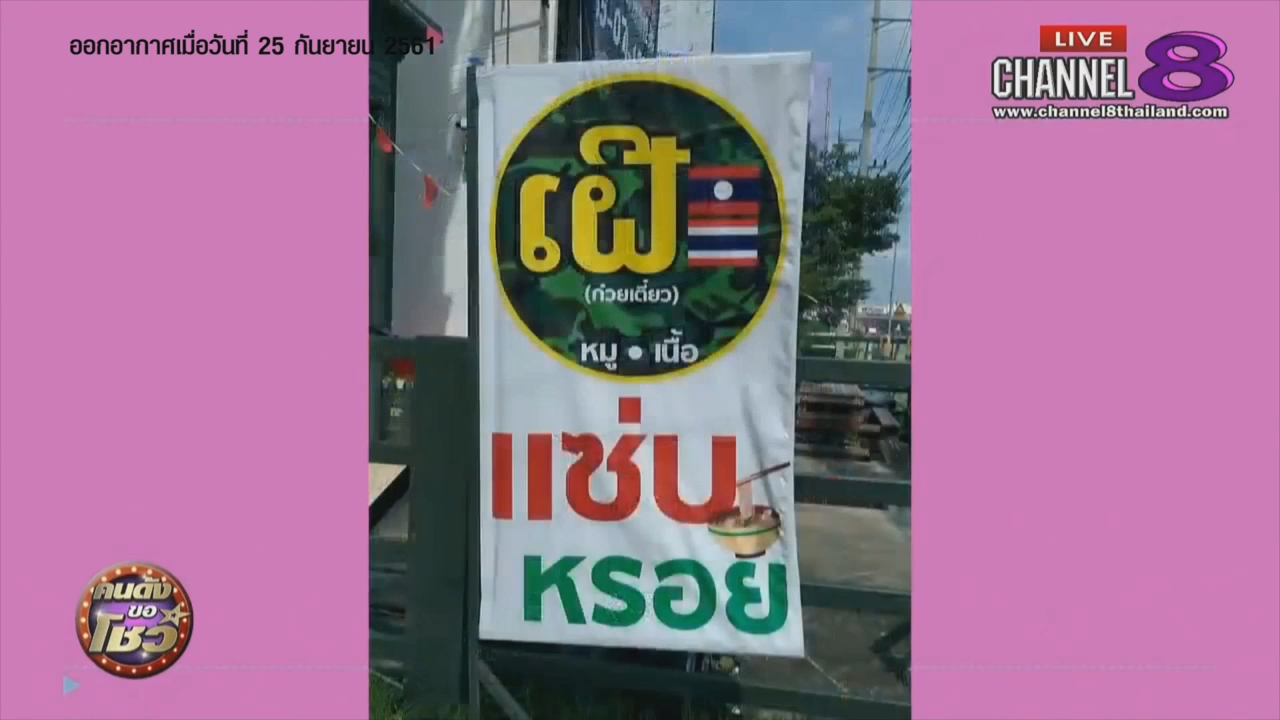 ออกอากาศเมื่อวันที่ 25 กันยายน 2561
LIVE
CHANNEL 8
www.channel8thailand.com
เฝอ
(ก๋วยเตี๋ยว)
หมู • เนื้อ
แซ่บ
หรอย
คนดัง
ขอ
โชว์